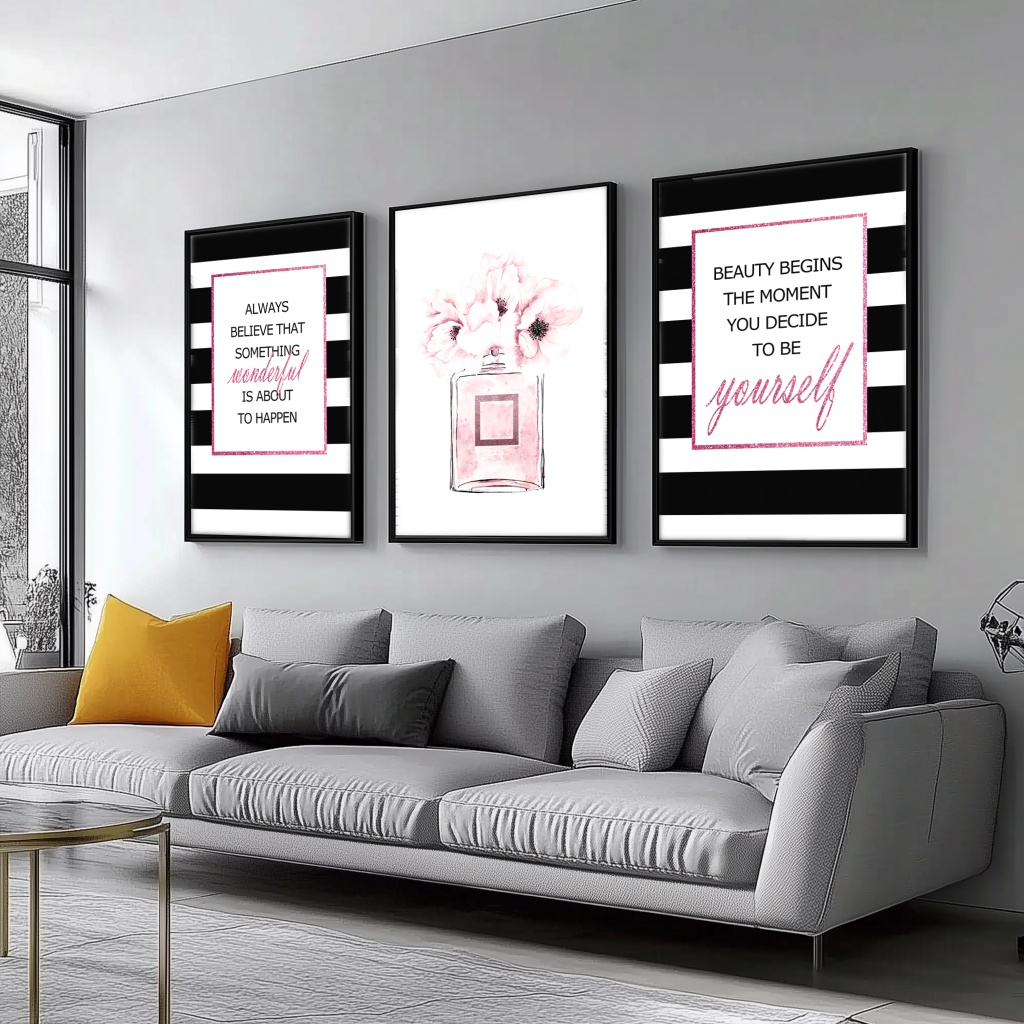 ALWAYS
BELIEVE THAT
SOMETHING
wonderful
IS ABOUT
TO HAPPEN
BEAUTY BEGINS
THE MOMENT
YOU DECIDE
TO BE
yourself